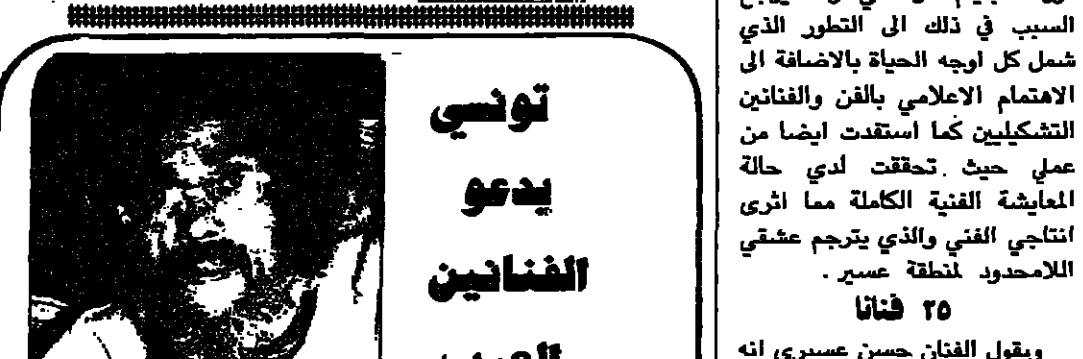 السبب في ذلك الى التطور الذي
شمل كل اوجه الحياة بالاضافة الى
الاهتمام الاعلامي بالفن والفنانين
التشكيليين كما استقدت ايضا من
عملي حيث تحققت لدي حالة
المعايشة الفنية الكاملة مما اثرى
انتاجي الفني والذي يترجم عشقي
اللامحدود لمنطقة عسير .
٢٥ فنانا
ويقول الفنان حسن عسيري انه
تونسي
يدعو
الفنانين